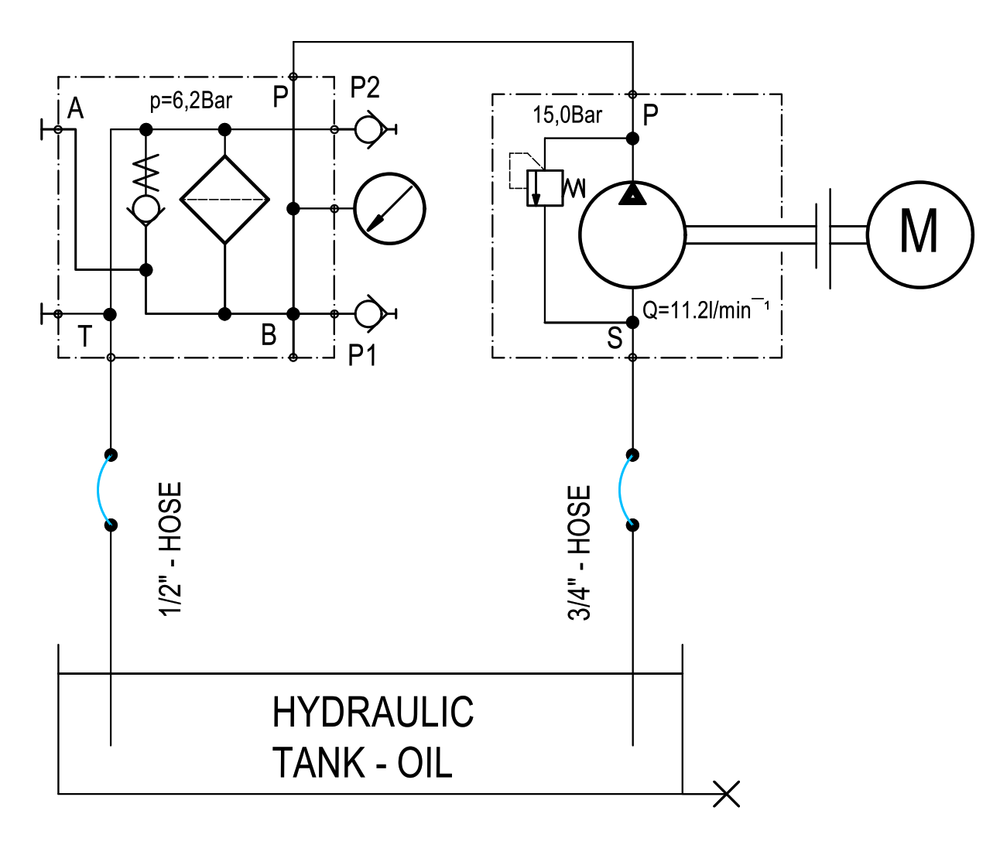 p=6,2Bar
A
P
P2
T
B
P1
15,0Bar
P
M
Q=11.2l/min⁻¹
S
1/2" - HOSE
3/4" - HOSE
HYDRAULIC
TANK - OIL